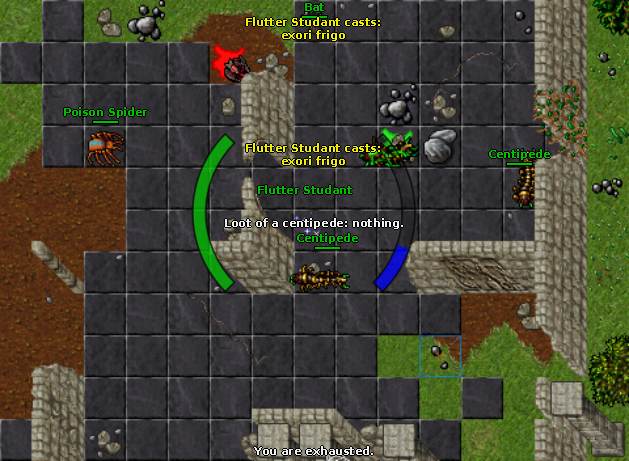 Bat
Flutter Studant casts:
exori frigo
Poison Spider
Flutter Studant casts:
exori frigo
Centipede
Flutter Studant
Loot of a centipede: nothing.
Centipede
You are exhausted.